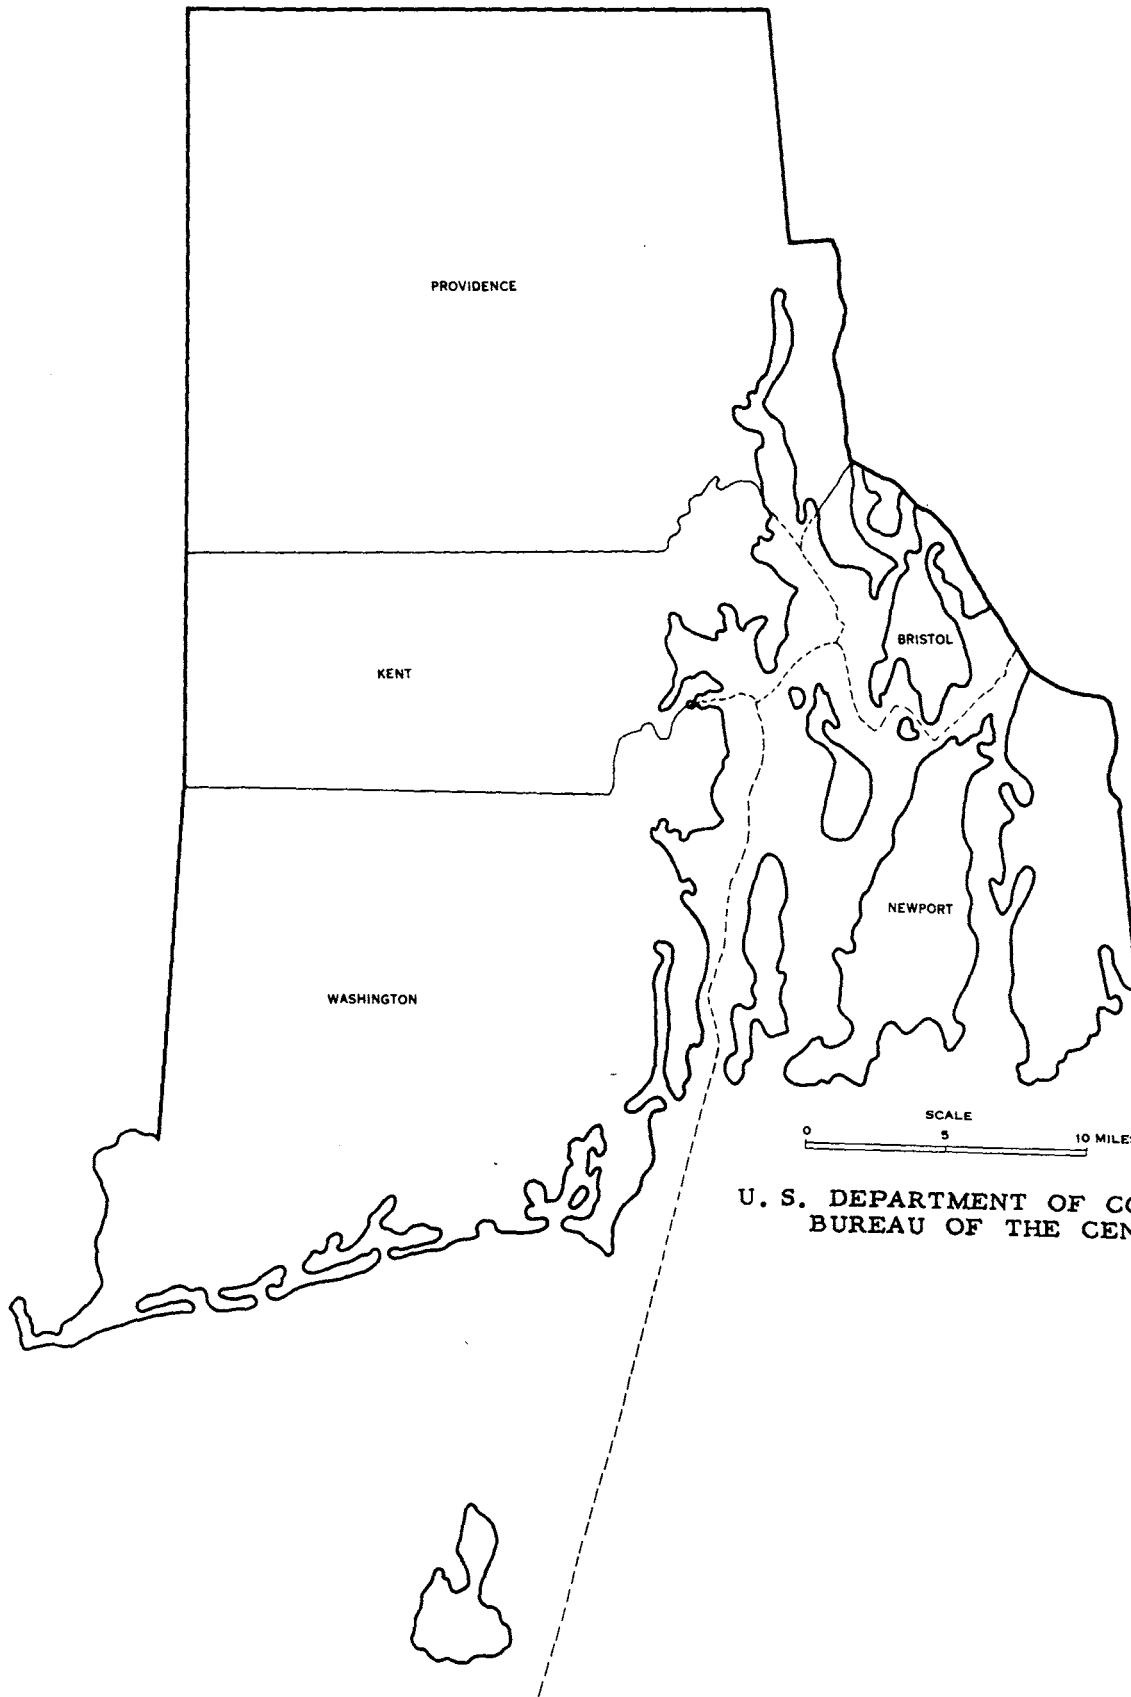 PROVIDENCE
KENT
BRISTOL
NEWPORT
WASHINGTON
SCALE
0 5 10 MILES
U. S. DEPARTMENT OF CO
BUREAU OF THE CEN